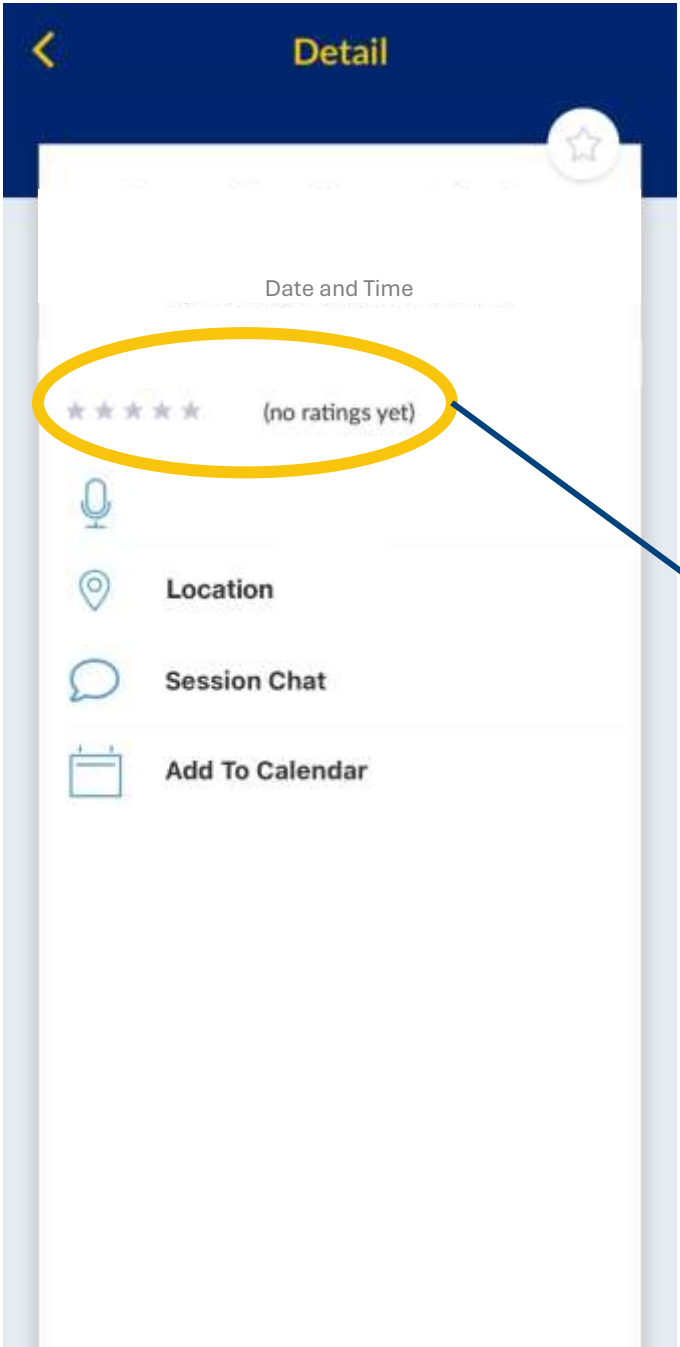 Detail
Date and Time
(no ratings yet)
Location
Session Chat
Add To Calendar